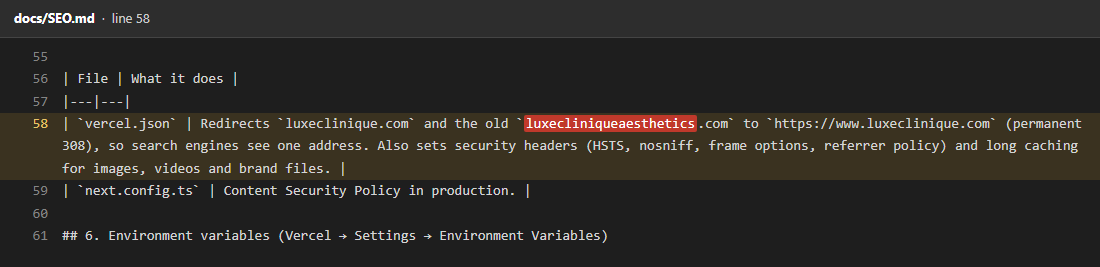 docs/SEO.md · line 58
55
56 | File | What it does |
57 |---|---|
58 | `vercel.json` | Redirects `luxeclinique.com` and the old `luxecliniqueaesthetics.com` to `https://www.luxeclinique.com` (permanent
308), so search engines see one address. Also sets security headers (HSTS, nosniff, frame options, referrer policy) and long caching
for images, videos and brand files. |
59 | `next.config.ts` | Content Security Policy in production. |
60
61 ## 6. Environment variables (Vercel → Settings → Environment Variables)